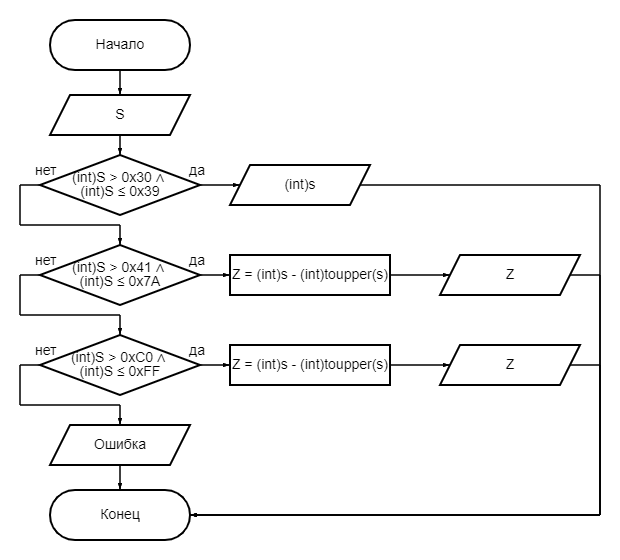 Начало
S
нет
(int)S > 0x30 ∧
(int)S ≤ 0x39
да
(int)s
нет
(int)S > 0x41 ∧
(int)S ≤ 0x7A
да
Z = (int)s - (int)toupper(s)
Z
нет
(int)S > 0xC0 ∧
(int)S ≤ 0xFF
да
Z = (int)s - (int)toupper(s)
Z
Ошибка
Конец